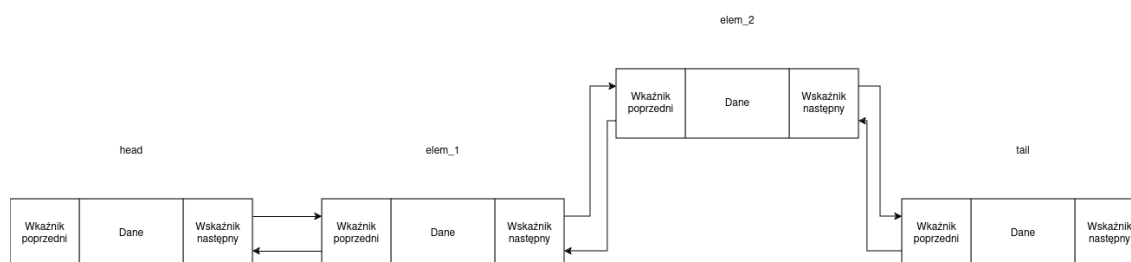 elem_2
Wkaźnik
poprzedni
Dane
Wskaźnik
następny
head
elem_1
tail
Wkaźnik
poprzedni
Dane
Wskaźnik
następny
Wkaźnik
poprzedni
Dane
Wskaźnik
następny
Wkaźnik
poprzedni
Dane
Wskaźnik
następny